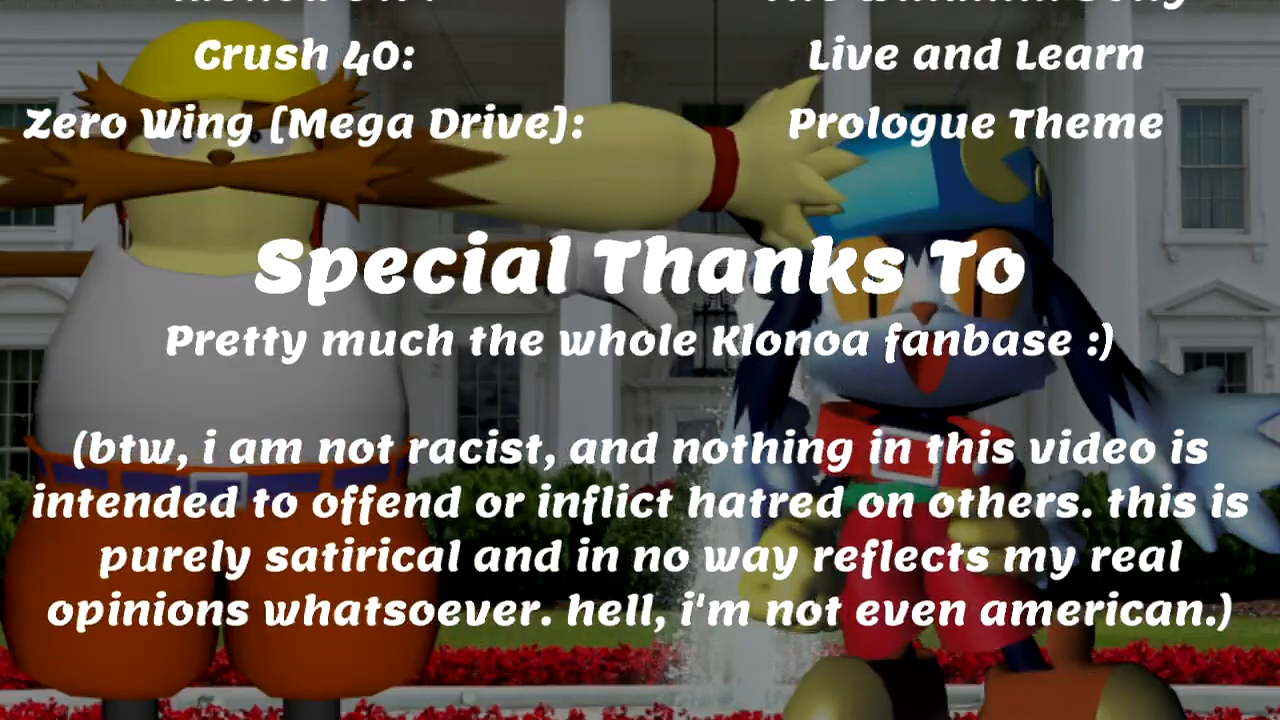 Crush 40: Live and Learn
Zero Wing (Mega Drive): Prologue Theme
Special Thanks To
Pretty much the whole Klonoa fanbase :)
(btw, i am not racist, and nothing in this video is
intended to offend or inflict hatred on others. this is
purely satirical and in no way reflects my real
opinions whatsoever. hell, i'm not even american.)